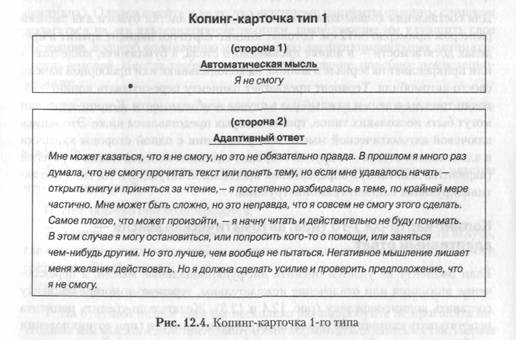 Копинг-карточка тип 1
(сторона 1)
Автоматическая мысль
Я не смогу
(сторона 2)
Адаптивный ответ
Мне может казаться, что я не смогу, но это не обязательно правда. В прошлом я много раз
думала, что не смогу прочитать текст или понять тему, но если мне удавалось начать —
открыть книгу и приняться за чтение,— я постепенно разбиралась в теме, по крайней мере
частично. Мне может быть сложно, но это неправда, что я совсем не смогу этого сделать.
Самое плохое, что может произойти, — я начну читать и действительно не буду понимать.
В этом случае я могу остановиться, или попросить кого-то о помощи, или заняться
чем-нибудь другим. Но это лучше, чем вообще не пытаться. Негативное мышление лишает
меня желания действовать. Но я должна сделать усилие и проверить предположение, что
я не смогу.
Рис. 12.4. Копинг-карточка 1-го типа